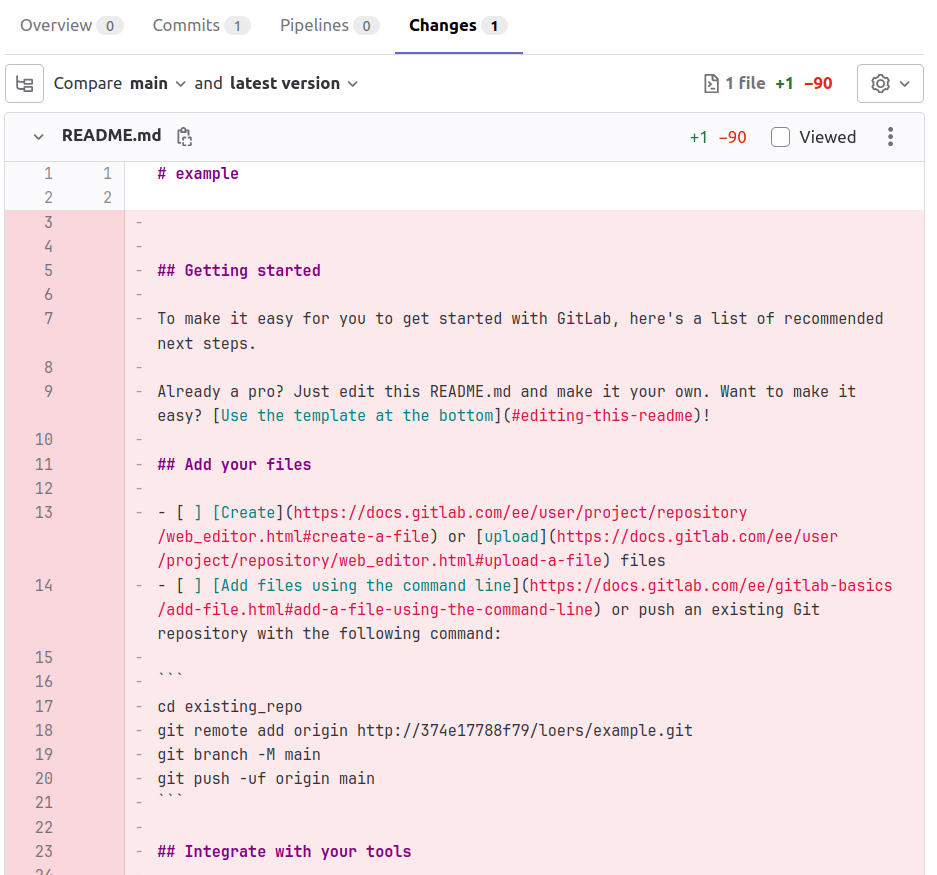 Overview 0 Commits 1 Pipelines 0 Changes 1
Compare main and latest version 1 file +1 −90
README.md +1 −90 Viewed
1 1 # example
2 2
3 -
4 -
5 - ## Getting started
6 -
7 - To make it easy for you to get started with GitLab, here's a list of recommended
next steps.
8 -
9 - Already a pro? Just edit this README.md and make it your own. Want to make it
easy? [Use the template at the bottom](#editing-this-readme)!
10 -
11 - ## Add your files
12 -
13 - - [ ] [Create](https://docs.gitlab.com/ee/user/project/repository
/web_editor.html#create-a-file) or [upload](https://docs.gitlab.com/ee/user
/project/repository/web_editor.html#upload-a-file) files
14 - - [ ] [Add files using the command line](https://docs.gitlab.com/ee/gitlab-basics
/add-file.html#add-a-file-using-the-command-line) or push an existing Git
repository with the following command:
15 -
16 - ```
17 - cd existing_repo
18 - git remote add origin http://374e17788f79/loers/example.git
19 - git branch -M main
20 - git push -uf origin main
21 - ```
22 -
23 - ## Integrate with your tools
24